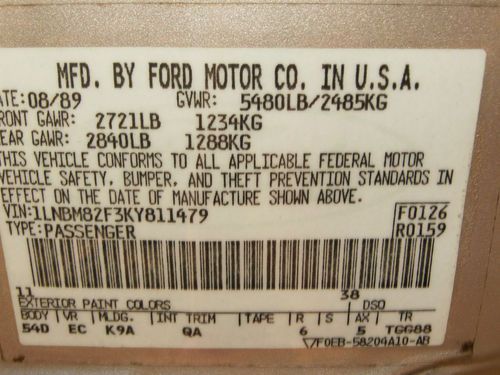 MFD. BY FORD MOTOR CO. IN U.S.A.
ATE: 08/89 GVWR: 5480LB/2485KG
RONT GAWR: 2721LB 1234KG
EAR GAWR: 2840LB 1288KG
THIS VEHICLE CONFORMS TO ALL APPLICABLE FEDERAL MOTOR
VEHICLE SAFETY, BUMPER, AND THEFT PREVENTION STANDARDS IN
EFFECT ON THE DATE OF MANUFACTURE SHOWN ABOVE.
VIN: 1LNBM82F3KY811479 F0126
TYPE: PASSENGER R0159
11 38
EXTERIOR PAINT COLORS DSO
BODY VR MLDG. INT TRIM TAPE R S AX TR
54D EC K9A QA 6 5 TGG88
F0EB-58204A10-AB